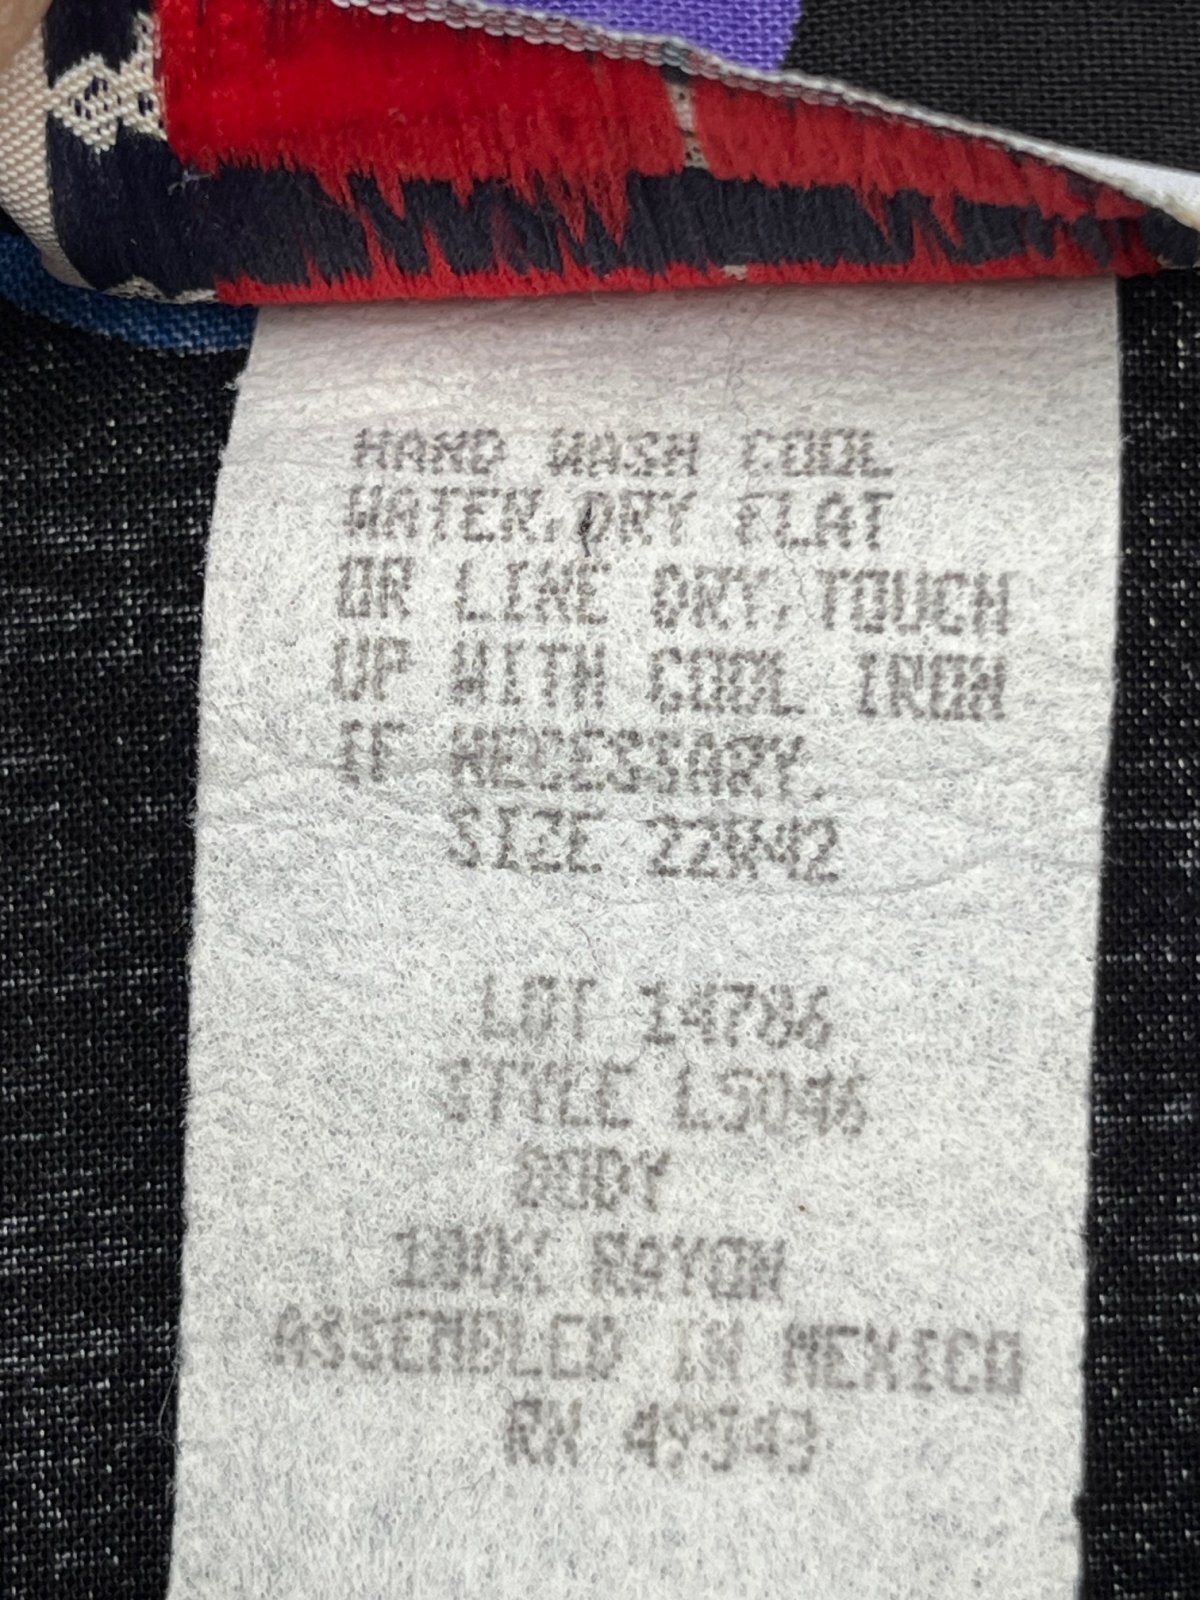 HAND WASH COOL
WATER,DRY FLAT
OR LINE DRY,TOUCH
UP WITH COOL IRON
IF NECESSARY.
SIZE 22W42
LOT 14786
STYLE L5046
BODY
100% RAYON
ASSEMBLED IN MEXICO
RN